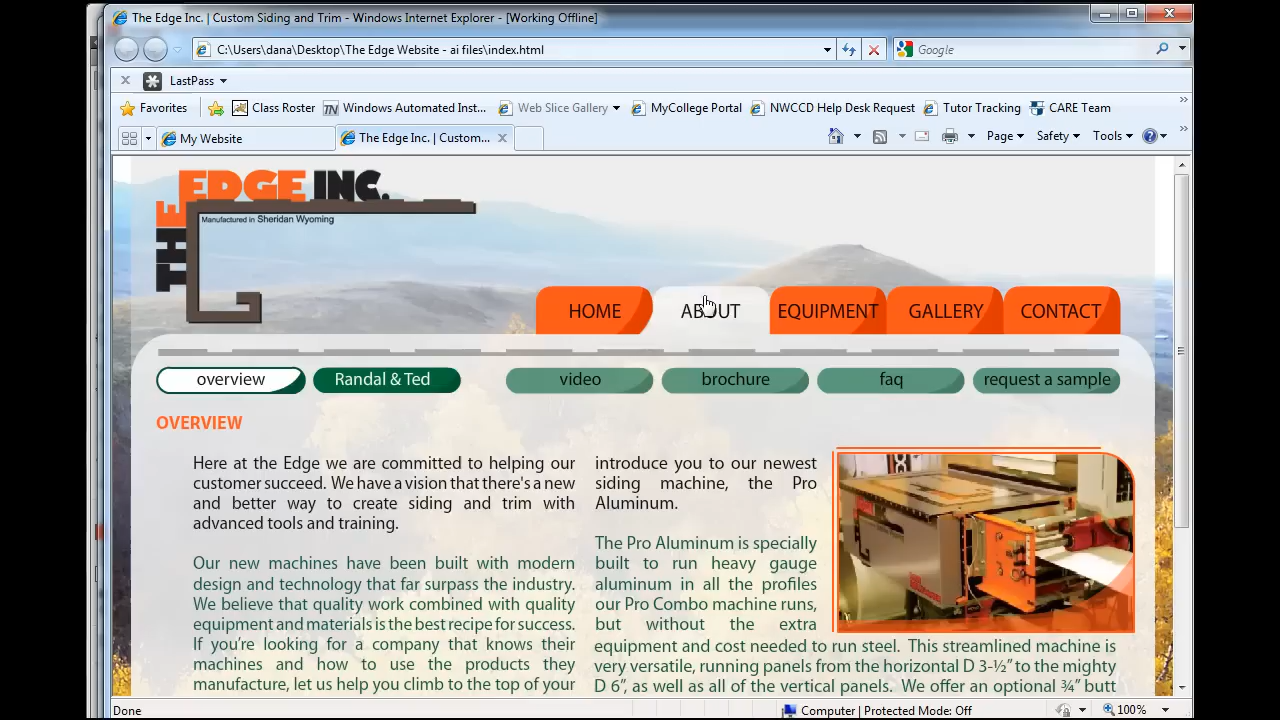 The Edge Inc. | Custom Siding and Trim - Windows Internet Explorer - [Working Offline]
C:\Users\dana\Desktop\The Edge Website - ai files\index.html
Google
LastPass
Favorites
Class Roster
TN Windows Automated Inst...
Web Slice Gallery
MyCollege Portal
NWCCD Help Desk Request
Tutor Tracking
CARE Team
My Website
The Edge Inc. | Custom...
Page
Safety
Tools
THE EDGE INC.
Manufactured in Sheridan Wyoming
HOME
ABOUT
EQUIPMENT
GALLERY
CONTACT
overview
Randal & Ted
video
brochure
faq
request a sample
OVERVIEW
Here at the Edge we are committed to helping our
customer succeed. We have a vision that there's a new
and better way to create siding and trim with
advanced tools and training.
Our new machines have been built with modern
design and technology that far surpass the industry.
We believe that quality work combined with quality
equipment and materials is the best recipe for success.
If you're looking for a company that knows their
machines and how to use the products they
manufacture, let us help you climb to the top of your
introduce you to our newest
siding machine, the Pro
Aluminum.
The Pro Aluminum is specially
built to run heavy gauge
aluminum in all the profiles
our Pro Combo machine runs,
but without the extra
equipment and cost needed to run steel. This streamlined machine is
very versatile, running panels from the horizontal D 3-½” to the mighty
D 6”, as well as all of the vertical panels. We offer an optional ¾” butt
Done
Computer | Protected Mode: Off
100%